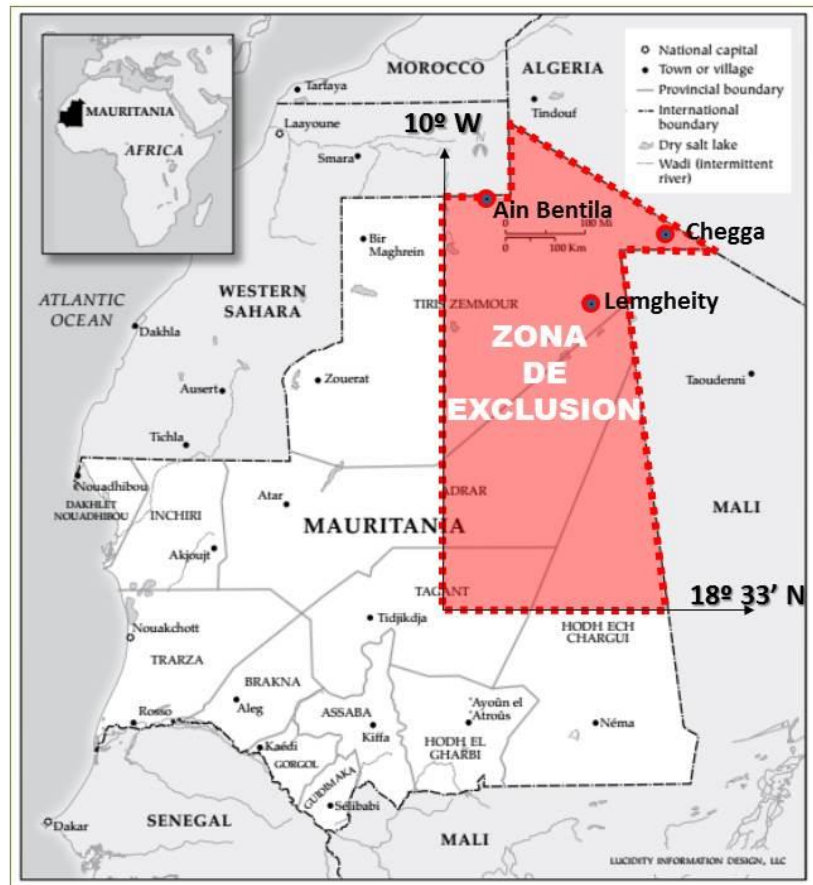 MAURITANIA
AFRICA
MOROCCO
ALGERIA
National capital
Town or village
Provincial boundary
International
boundary
Dry salt lake
Wadi (intermittent
river)
Tarfaya
Tindouf
Laayoune
10º W
Smara
Ain Bentila
100 Mi
100 Km
Chegga
Bir
Maghrein
ATLANTIC
OCEAN
WESTERN
SAHARA
TIRIS ZEMMOUR
Lemgheity
Dakhla
ZONA
DE
EXCLUSION
Zouerat
Taoudenni
Ausert
Tichla
Nouadhibou
DAKHLET
NOUADHIBOU
INCHIRI
Atar
ADRAR
MALI
MAURITANIA
Akjoujt
TAGANT
18º 33’ N
Tidjikdja
HODH ECH
CHARGUI
Nouakchott
TRARZA
BRAKNA
Aleg
ASSABA
Kiffa
'Ayoûn el
'Atroûs
Néma
Rosso
Kaédi
HODH EL
GHARBI
GORGOL
GUIDIMAKA
Sélibabi
Dakar
SENEGAL
MALI
LUCIDITY INFORMATION DESIGN, LLC